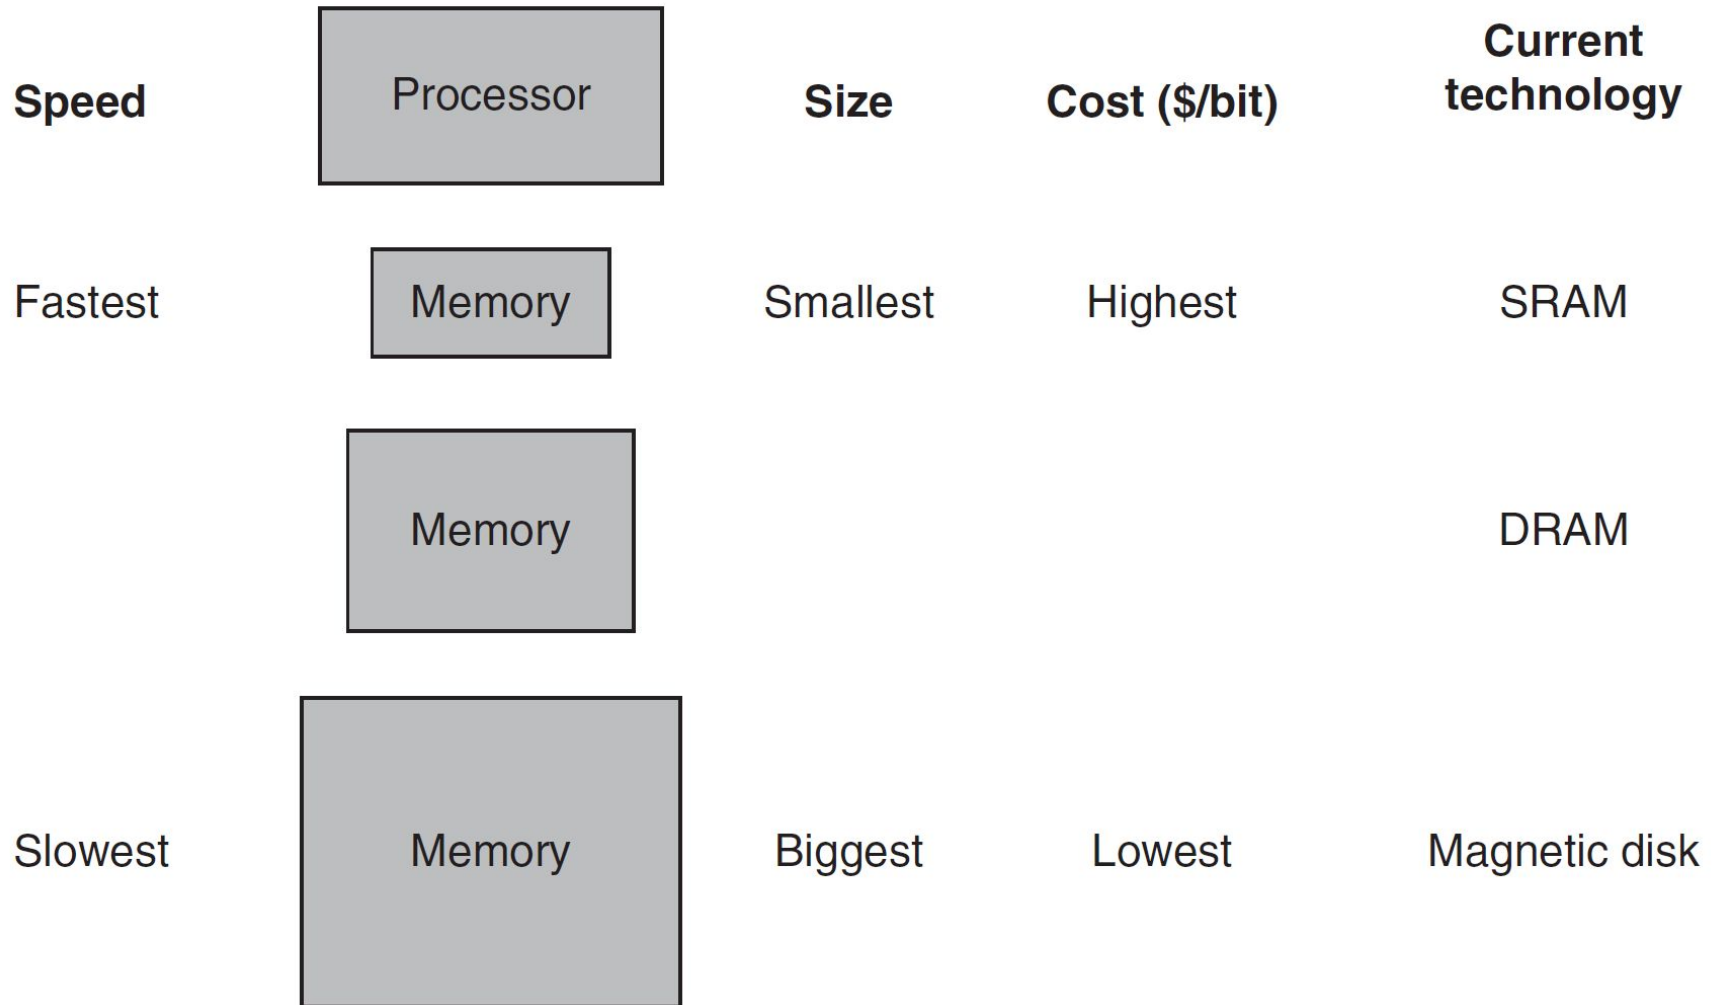 Speed
Processor
Size
Cost ($/bit)
Current
technology
Fastest
Memory
Smallest
Highest
SRAM
Memory
DRAM
Slowest
Memory
Biggest
Lowest
Magnetic disk